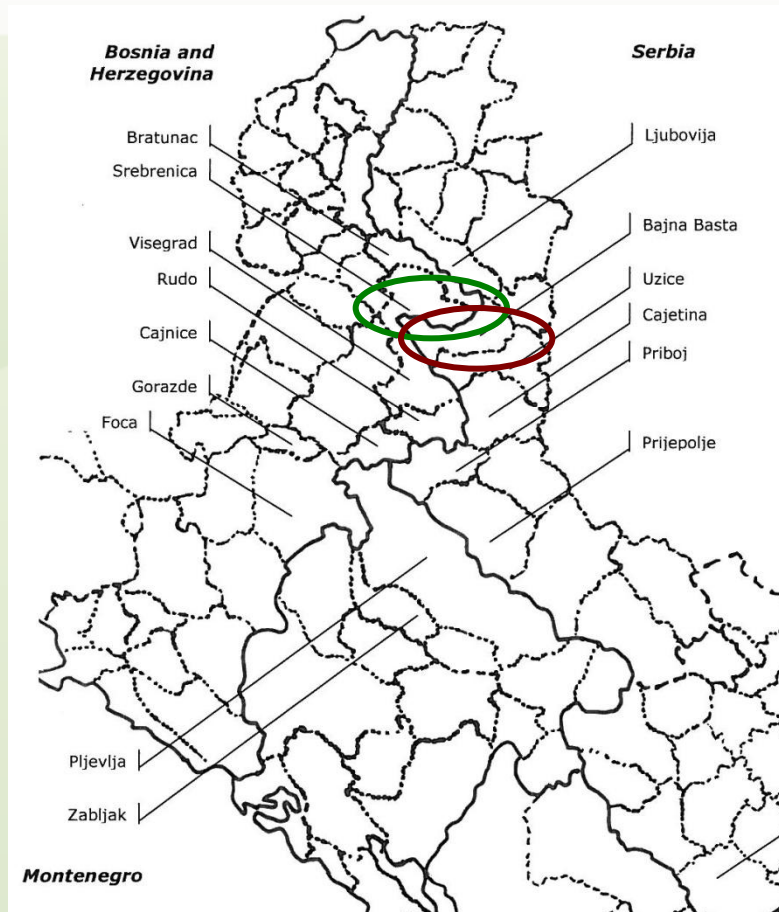 Bosnia and
Herzegovina
Serbia
Bratunac
Srebrenica
Visegrad
Rudo
Cajnice
Gorazde
Foca
Ljubovija
Bajna Basta
Uzice
Cajetina
Priboj
Prijepolje
Pljevlja
Zabljak
Montenegro